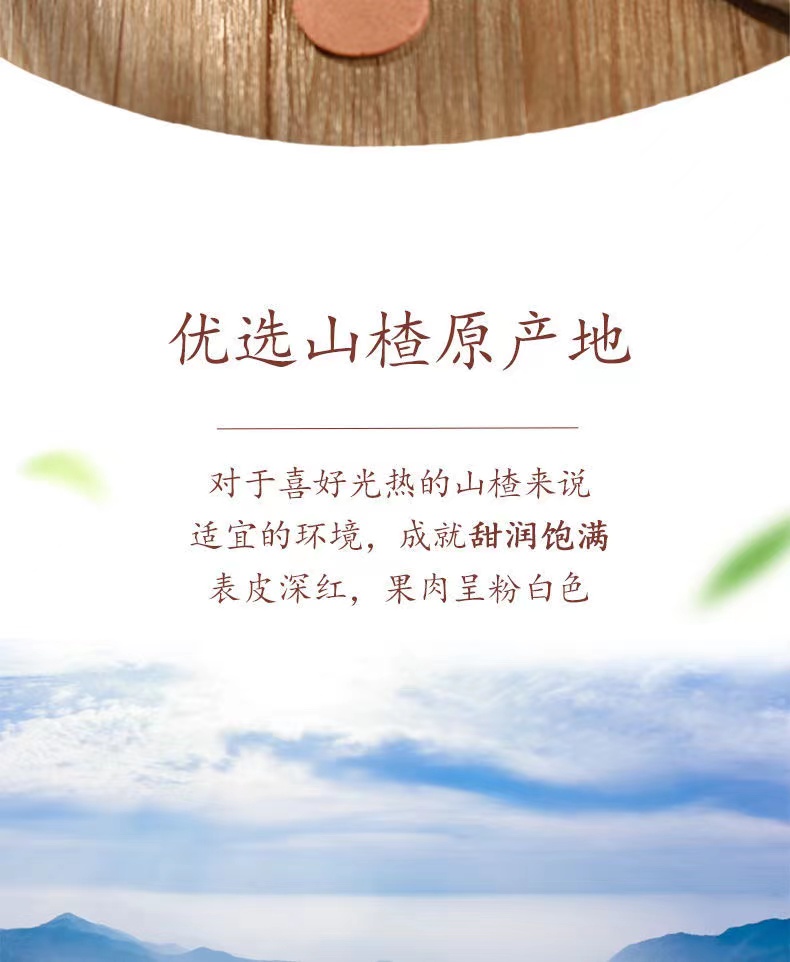 优选山楂原产地
对于喜好光热的山楂来说
适宜的环境，成就甜润饱满
表皮深红，果肉呈粉白色